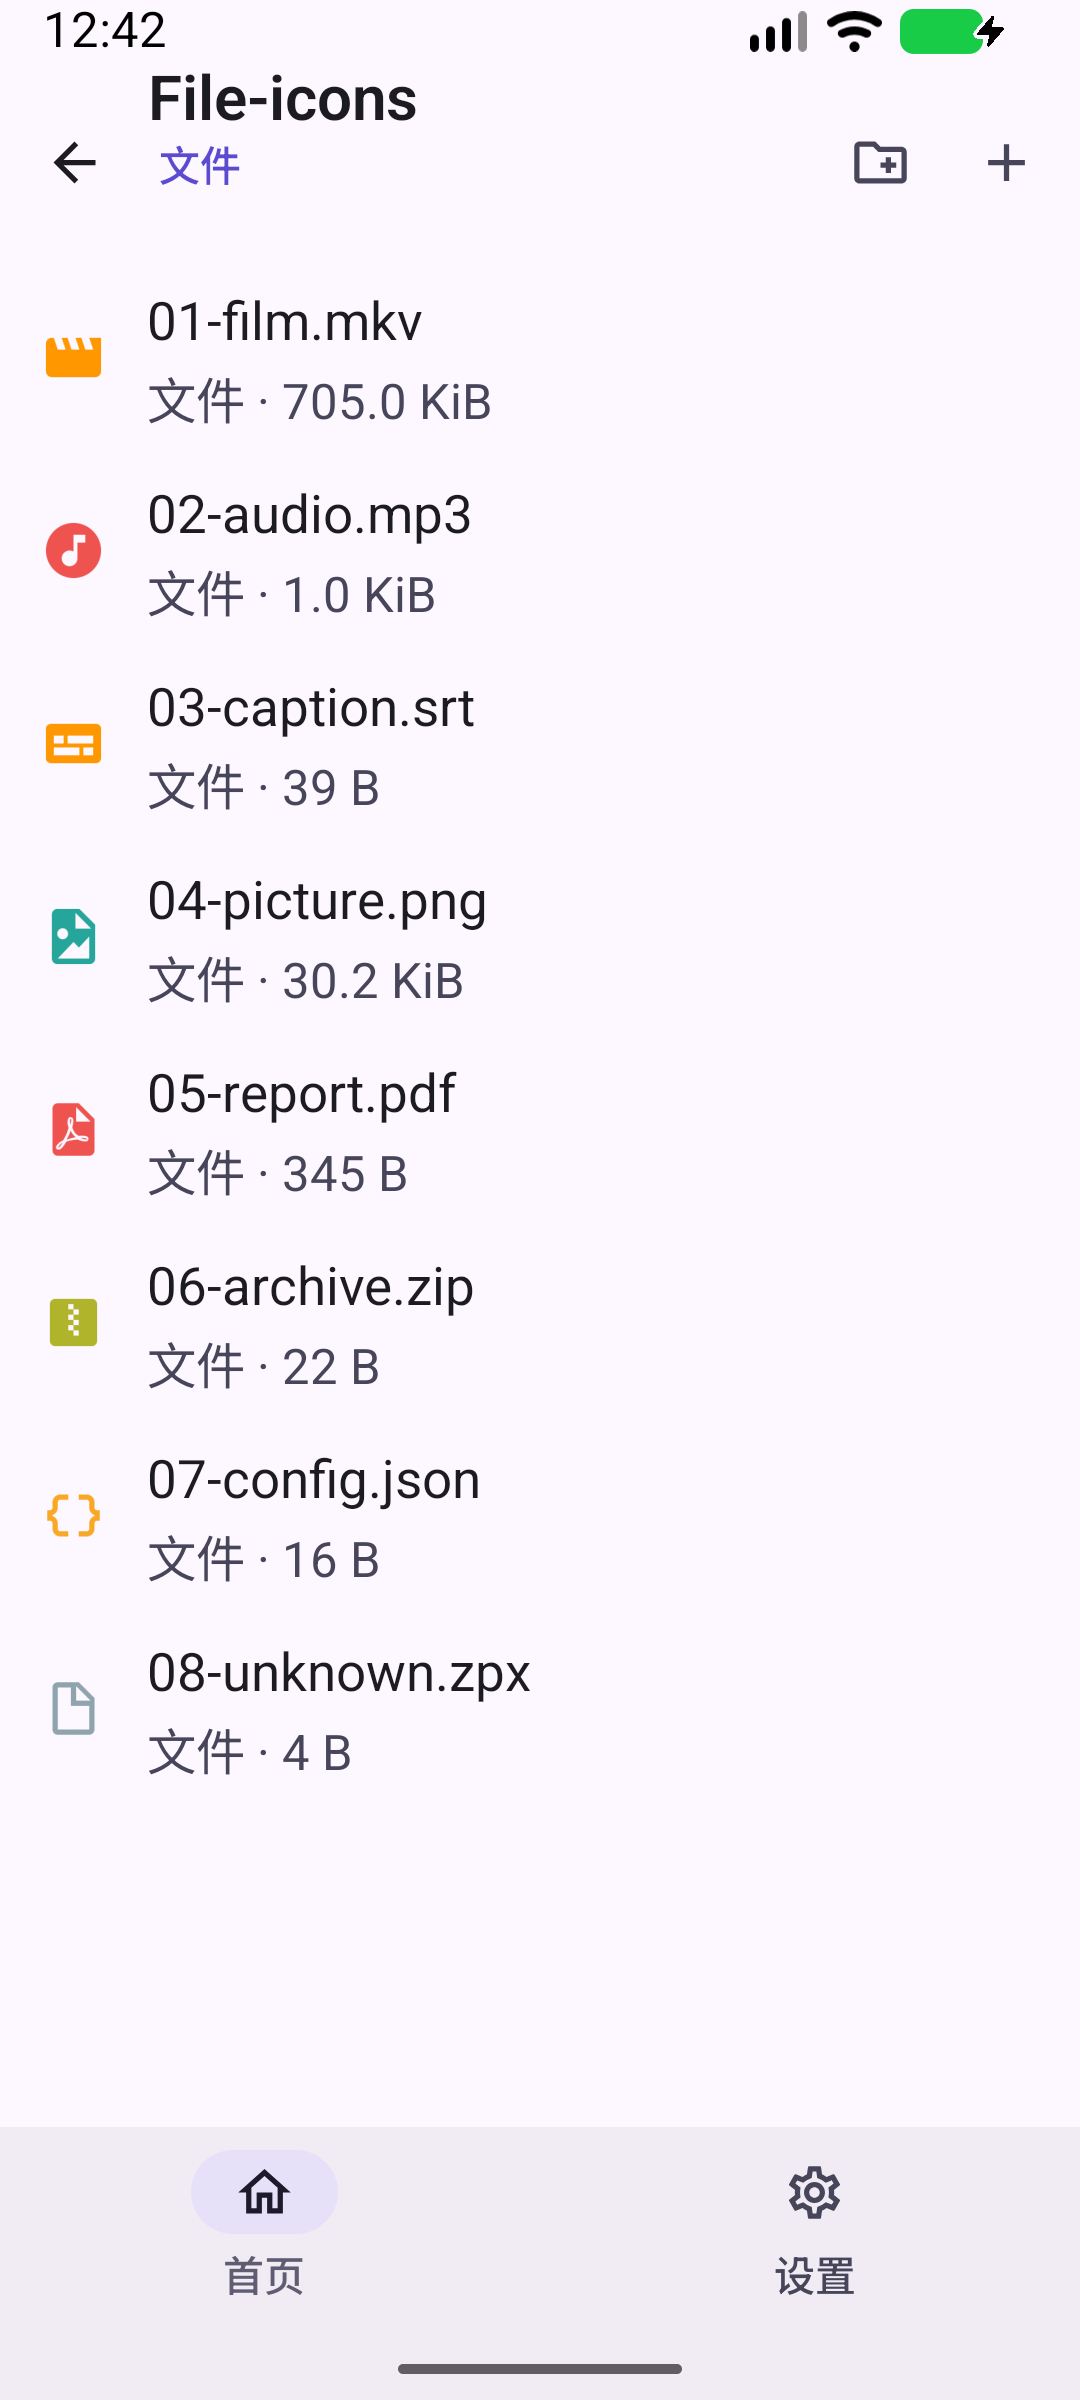 12:42
File-icons
文件
01-film.mkv
文件 · 705.0 KiB
02-audio.mp3
文件 · 1.0 KiB
03-caption.srt
文件 · 39 B
04-picture.png
文件 · 30.2 KiB
05-report.pdf
文件 · 345 B
06-archive.zip
文件 · 22 B
07-config.json
文件 · 16 B
08-unknown.zpx
文件 · 4 B
首页
设置